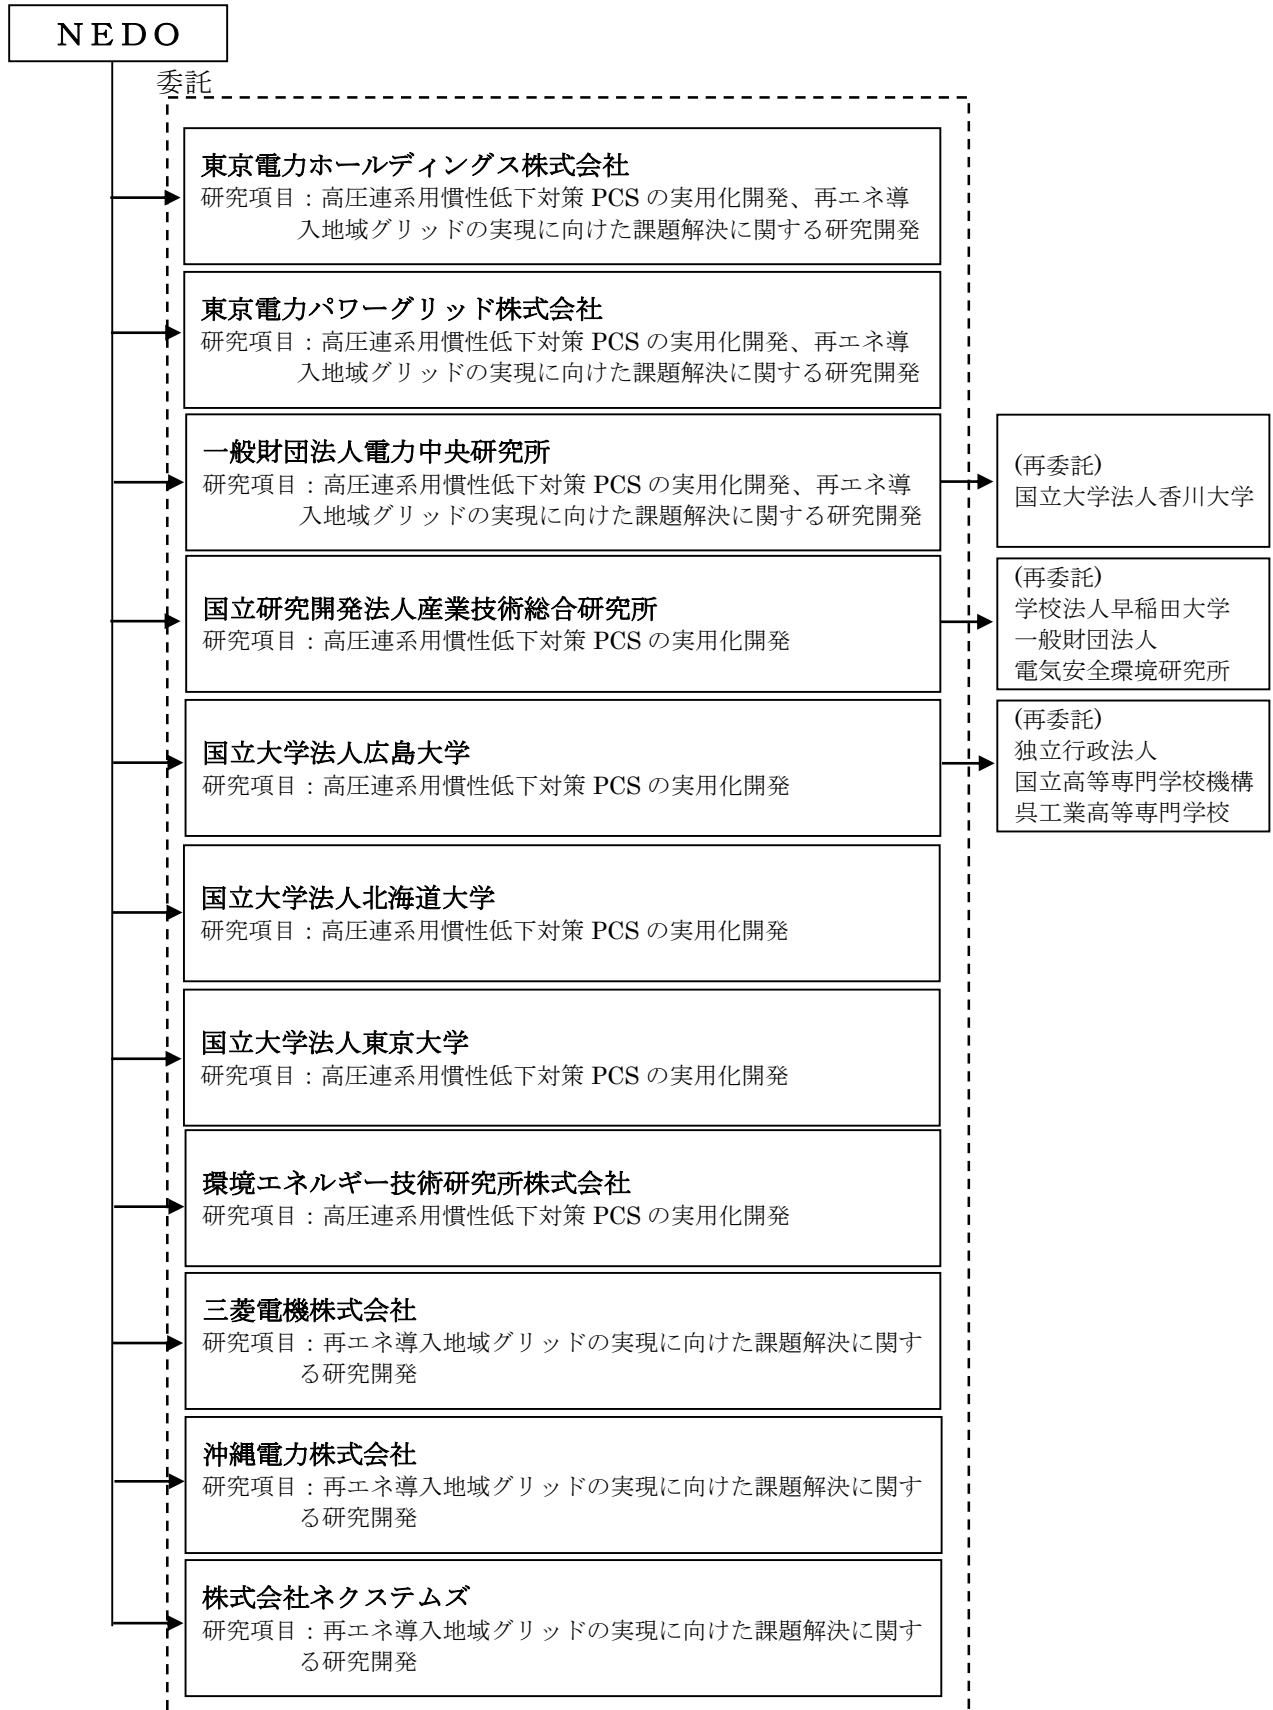 NEDO
委託
東京電力ホールディングス株式会社
研究項目：高圧連系用慣性低下対策 PCS の実用化開発、再エネ導
入地域グリッドの実現に向けた課題解決に関する研究開発
東京電力パワーグリッド株式会社
研究項目：高圧連系用慣性低下対策 PCS の実用化開発、再エネ導
入地域グリッドの実現に向けた課題解決に関する研究開発
一般財団法人電力中央研究所
研究項目：高圧連系用慣性低下対策 PCS の実用化開発、再エネ導
入地域グリッドの実現に向けた課題解決に関する研究開発
(再委託)
国立大学法人香川大学
国立研究開発法人産業技術総合研究所
研究項目：高圧連系用慣性低下対策 PCS の実用化開発
(再委託)
学校法人早稲田大学
一般財団法人
電気安全環境研究所
国立大学法人広島大学
研究項目：高圧連系用慣性低下対策 PCS の実用化開発
(再委託)
独立行政法人
国立高等専門学校機構
呉工業高等専門学校
国立大学法人北海道大学
研究項目：高圧連系用慣性低下対策 PCS の実用化開発
国立大学法人東京大学
研究項目：高圧連系用慣性低下対策 PCS の実用化開発
環境エネルギー技術研究所株式会社
研究項目：高圧連系用慣性低下対策 PCS の実用化開発
三菱電機株式会社
研究項目：再エネ導入地域グリッドの実現に向けた課題解決に関す
る研究開発
沖縄電力株式会社
研究項目：再エネ導入地域グリッドの実現に向けた課題解決に関す
る研究開発
株式会社ネクステムズ
研究項目：再エネ導入地域グリッドの実現に向けた課題解決に関す
る研究開発